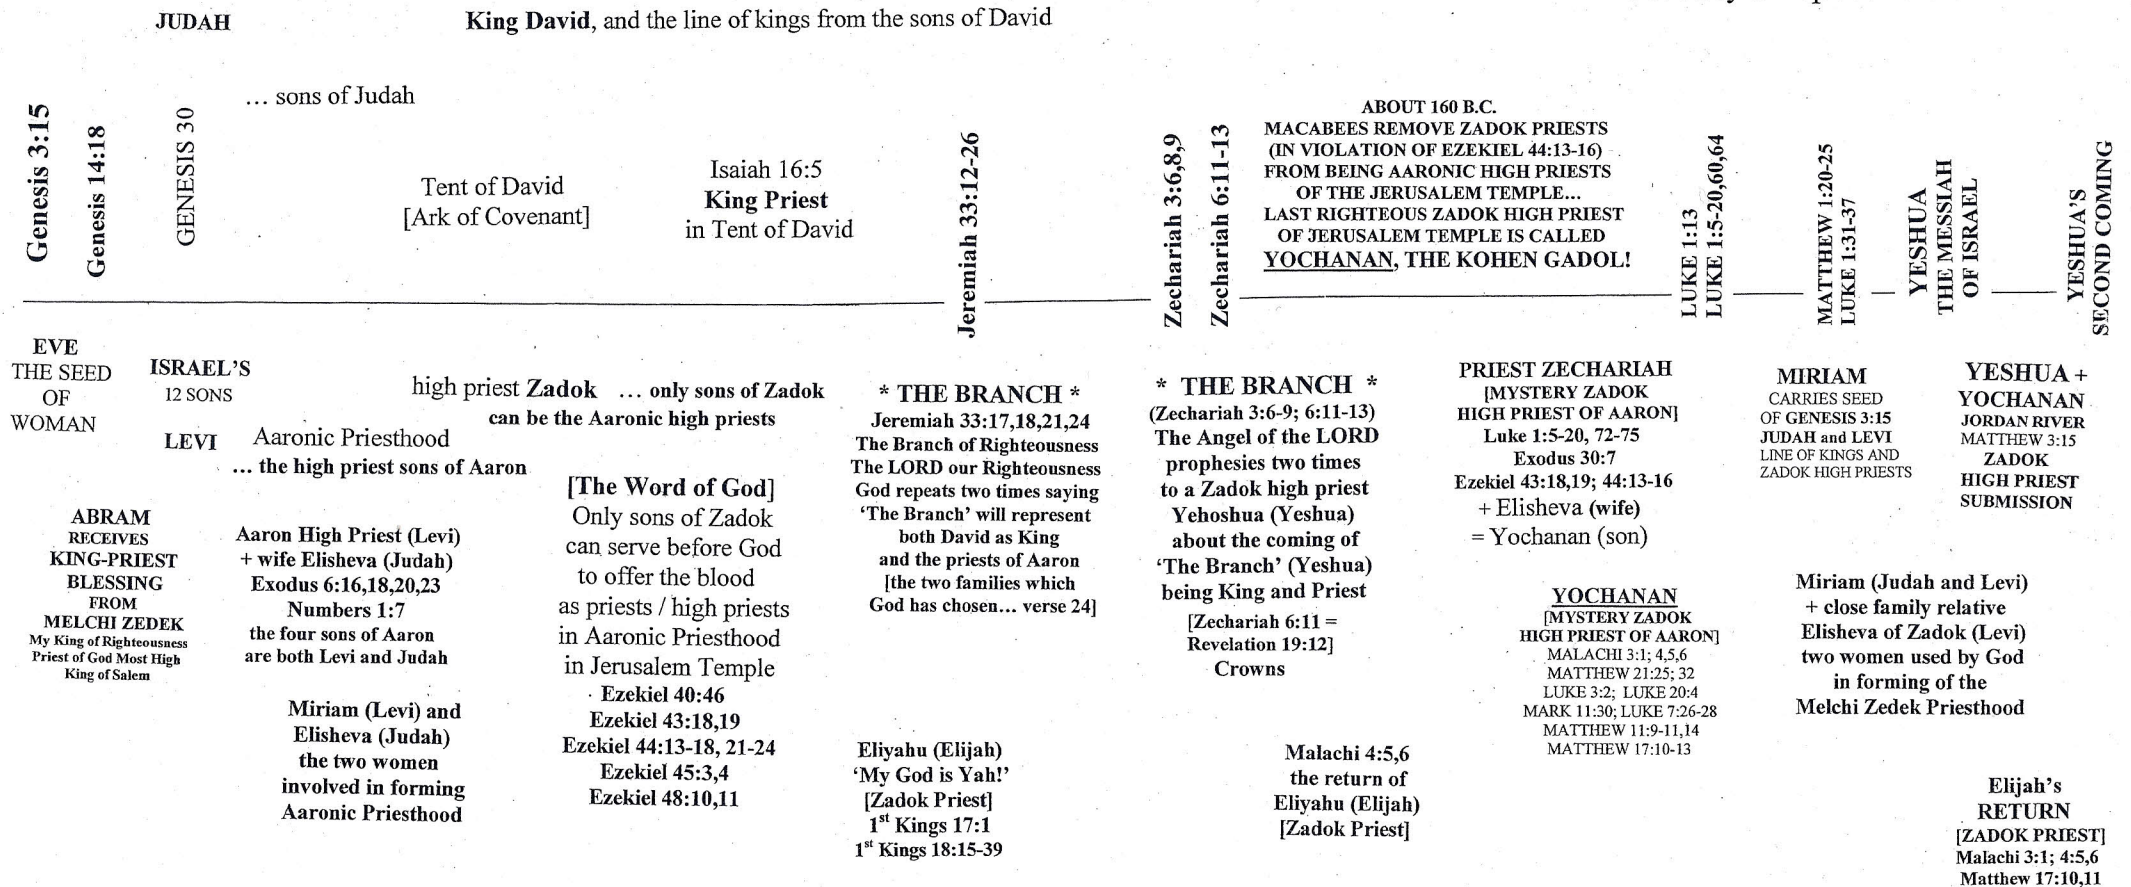 JUDAH
King David, and the line of kings from the sons of David
... sons of Judah
Genesis 3:15
Genesis 14:18
GENESIS 30
Tent of David
[Ark of Covenant]
Isaiah 16:5
King Priest
in Tent of David
Jeremiah 33:12-26
Zechariah 3:6,8,9
Zechariah 6:11-13
ABOUT 160 B.C.
MACABEES REMOVE ZADOK PRIESTS
(IN VIOLATION OF EZEKIEL 44:13-16)
FROM BEING AARONIC HIGH PRIESTS
OF THE JERUSALEM TEMPLE...
LAST RIGHTEOUS ZADOK HIGH PRIEST
OF JERUSALEM TEMPLE IS CALLED
YOCHANAN, THE KOHEN GADOL!
LUKE 1:13
LUKE 1:5-20,60,64
MATTHEW 1:20-25
LUKE 1:31-37
YESHUA
THE MESSIAH
OF ISRAEL
YESHUA'S
SECOND COMING
EVE
THE SEED
OF
WOMAN
ABRAM
RECEIVES
KING-PRIEST
BLESSING
FROM
MELCHI ZEDEK
My King of Righteousness
Priest of God Most High
King of Salem
ISRAEL'S
12 SONS
LEVI
Aaronic Priesthood
... the high priest sons of Aaron
Aaron High Priest (Levi)
+ wife Elisheva (Judah)
Exodus 6:16,18,20,23
Numbers 1:7
the four sons of Aaron
are both Levi and Judah
Miriam (Levi) and
Elisheva (Judah)
the two women
involved in forming
Aaronic Priesthood
high priest Zadok ... only sons of Zadok
can be the Aaronic high priests
[The Word of God]
Only sons of Zadok
can serve before God
to offer the blood
as priests / high priests
in Aaronic Priesthood
in Jerusalem Temple
Ezekiel 40:46
Ezekiel 43:18,19
Ezekiel 44:13-18, 21-24
Ezekiel 45:3,4
Ezekiel 48:10,11
* THE BRANCH *
Jeremiah 33:17,18,21,24
The Branch of Righteousness
The LORD our Righteousness
God repeats two times saying
'The Branch' will represent
both David as King
and the priests of Aaron
[the two families which
God has chosen... verse 24]
Eliyahu (Elijah)
'My God is Yah!'
[Zadok Priest]
1st Kings 17:1
1st Kings 18:15-39
* THE BRANCH *
(Zechariah 3:6-9; 6:11-13)
The Angel of the LORD
prophesies two times
to a Zadok high priest
Yehoshua (Yeshua)
about the coming of
'The Branch' (Yeshua)
being King and Priest
[Zechariah 6:11 =
Revelation 19:12]
Crowns
Malachi 4:5,6
the return of
Eliyahu (Elijah)
[Zadok Priest]
PRIEST ZECHARIAH
[MYSTERY ZADOK
HIGH PRIEST OF AARON]
Luke 1:5-20, 72-75
Exodus 30:7
Ezekiel 43:18,19; 44:13-16
+ Elisheva (wife)
= Yochanan (son)
YOCHANAN
[MYSTERY ZADOK
HIGH PRIEST OF AARON]
MALACHI 3:1; 4,5,6
MATTHEW 21:25; 32
LUKE 3:2; LUKE 20:4
MARK 11:30; LUKE 7:26-28
MATTHEW 11:9-11,14
MATTHEW 17:10-13
MIRIAM
CARRIES SEED
OF GENESIS 3:15
JUDAH and LEVI
LINE OF KINGS AND
ZADOK HIGH PRIESTS
Miriam (Judah and Levi)
+ close family relative
Elisheva of Zadok (Levi)
two women used by God
in forming of the
Melchi Zedek Priesthood
YESHUA +
YOCHANAN
JORDAN RIVER
MATTHEW 3:15
ZADOK
HIGH PRIEST
SUBMISSION
Elijah's
RETURN
[ZADOK PRIEST]
Malachi 3:1; 4:5,6
Matthew 17:10,11